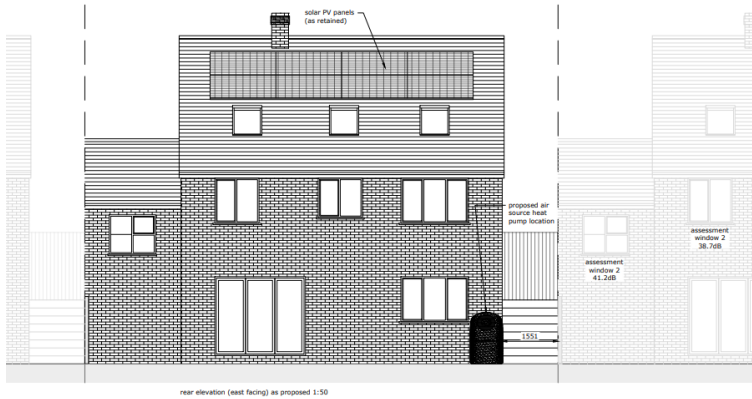 solar PV panels
(as retained)
proposed air
source heat
pump location
assessment
window 2
38.7dB
assessment
window 2
41.2dB
1551
rear elevation (east facing) as proposed 1:50